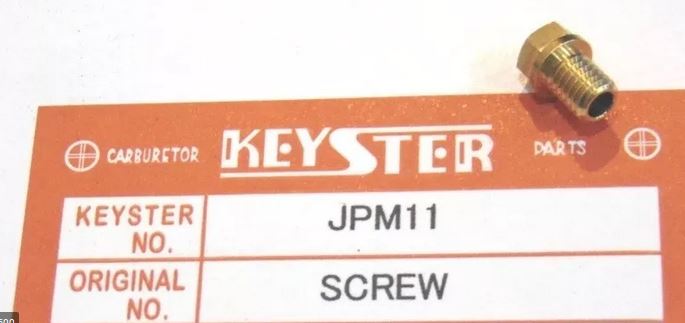 CARBURETOR KEYSTER PARTS
KEYSTER NO. JPM11
ORIGINAL NO. SCREW